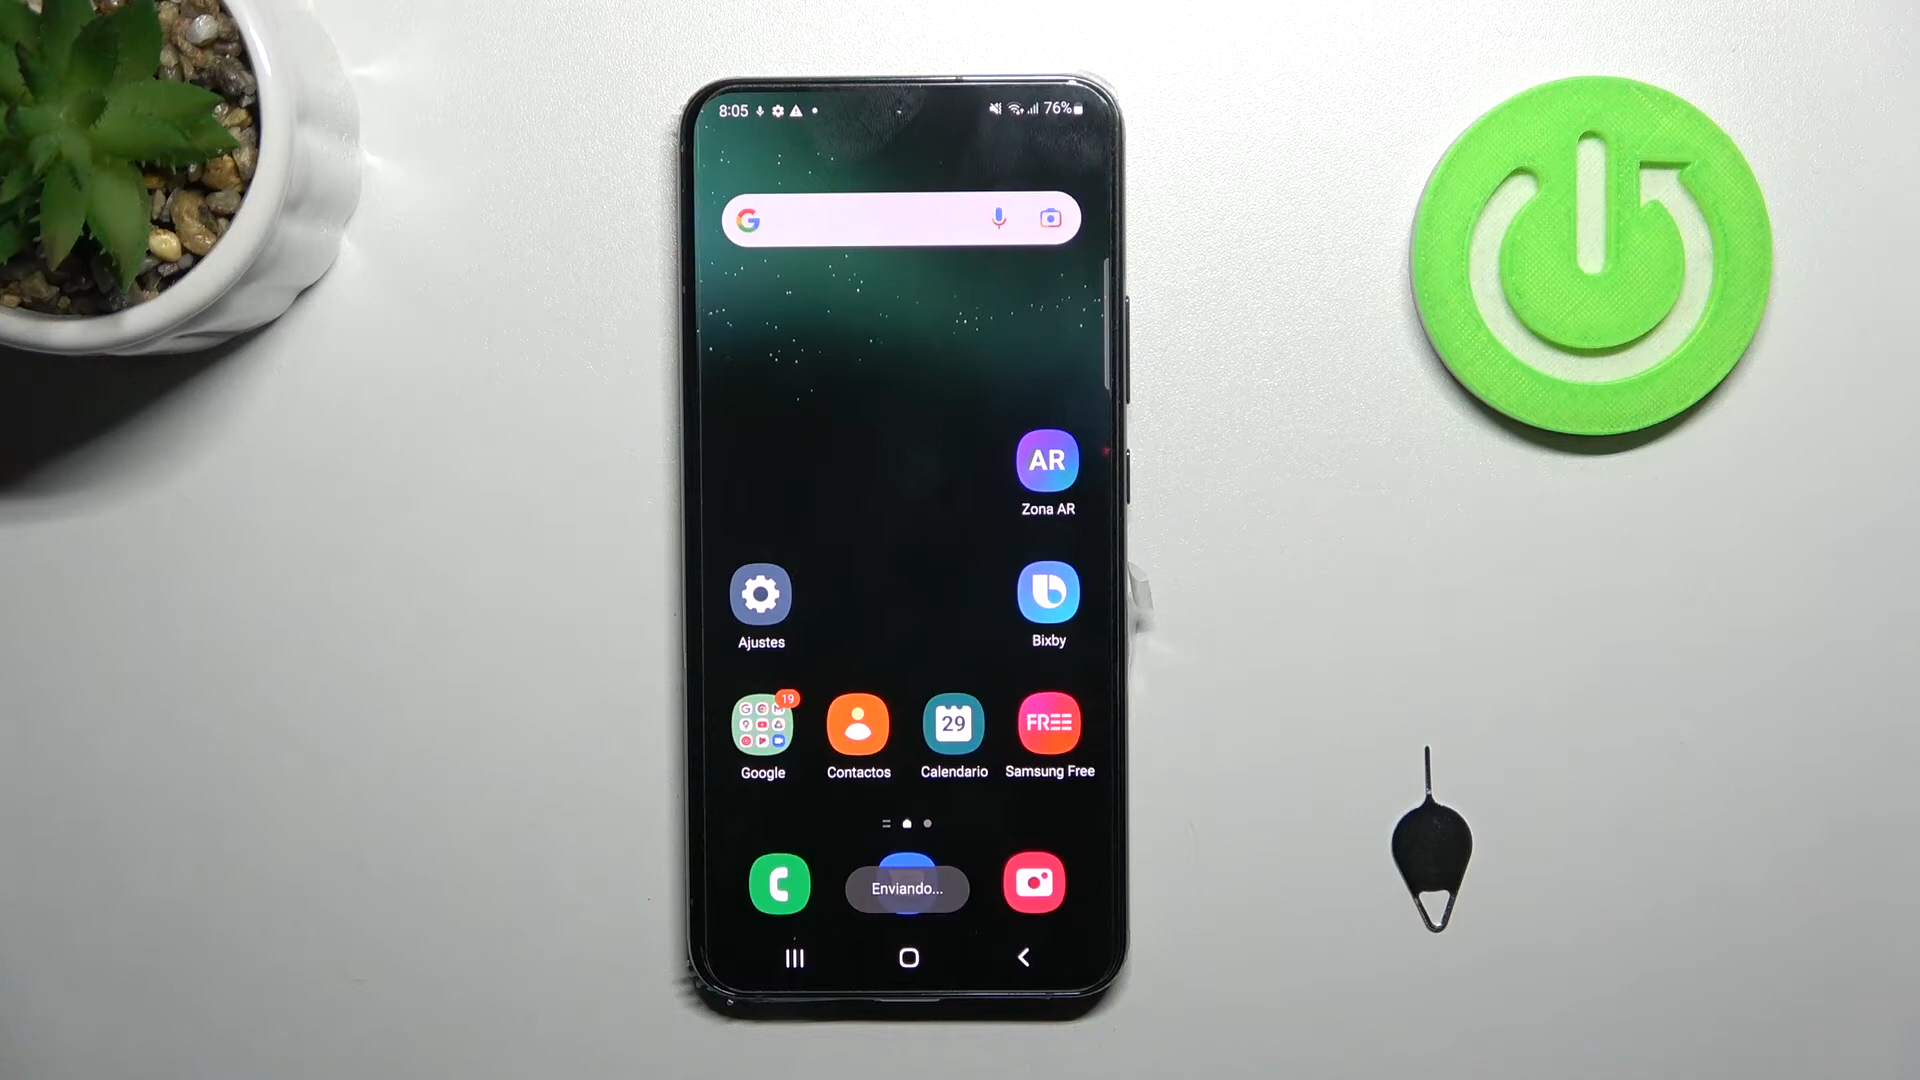 8:05 76%
G
AR
Zona AR
Ajustes
Bixby
19
FREE
29
Google Contactos Calendario Samsung Free
Enviando...